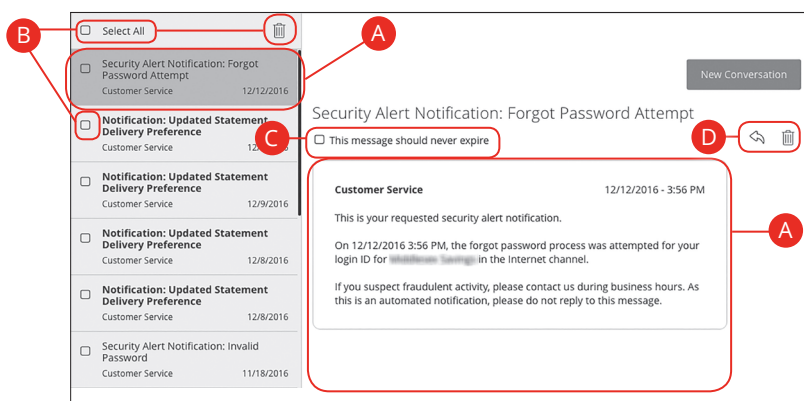 B
Select All
A
Security Alert Notification: Forgot
Password Attempt
Customer Service 12/12/2016
New Conversation
Notification: Updated Statement
Delivery Preference
Customer Service
Security Alert Notification: Forgot Password Attempt
C
This message should never expire
D
Notification: Updated Statement
Delivery Preference
Customer Service 12/9/2016
Customer Service 12/12/2016 - 3:56 PM
This is your requested security alert notification.
On 12/12/2016 3:56 PM, the forgot password process was attempted for your
login ID for in the Internet channel.
If you suspect fraudulent activity, please contact us during business hours. As
this is an automated notification, please do not reply to this message.
A
Notification: Updated Statement
Delivery Preference
Customer Service 12/8/2016
Notification: Updated Statement
Delivery Preference
Customer Service 12/8/2016
Security Alert Notification: Invalid
Password
Customer Service 11/18/2016